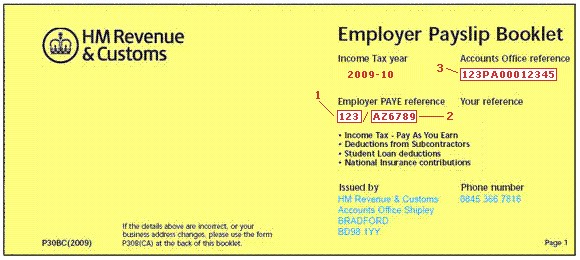 HM Revenue
& Customs
Employer Payslip Booklet
Income Tax year
Accounts Office reference
2009-10
3
123PA00012345
1
Employer PAYE reference
Your reference
123 / AZ6789
2
• Income Tax - Pay As You Earn
• Deductions from Subcontractors
• Student Loan deductions
• National Insurance contributions
Issued by
Phone number
HM Revenue & Customs
0845 366 7816
Accounts Office Shipley
BRADFORD
BD98 1YY
If the details above are incorrect, or your
business address changes, please use the form
P308(CA) at the back of this booklet.
P30BC(2009)
Page 1